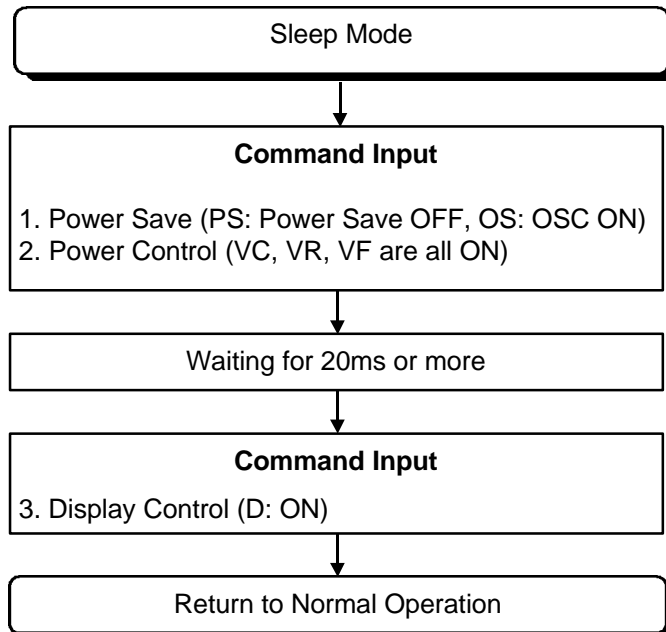 Sleep Mode
Command Input
1. Power Save (PS: Power Save OFF, OS: OSC ON)
2. Power Control (VC, VR, VF are all ON)
Waiting for 20ms or more
Command Input
3. Display Control (D: ON)
Return to Normal Operation